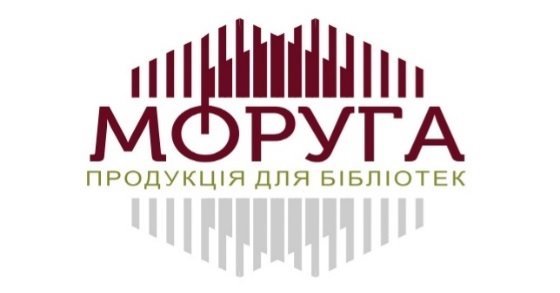 МОРУГА
ПРОДУКЦІЯ ДЛЯ БІБЛІОТЕК